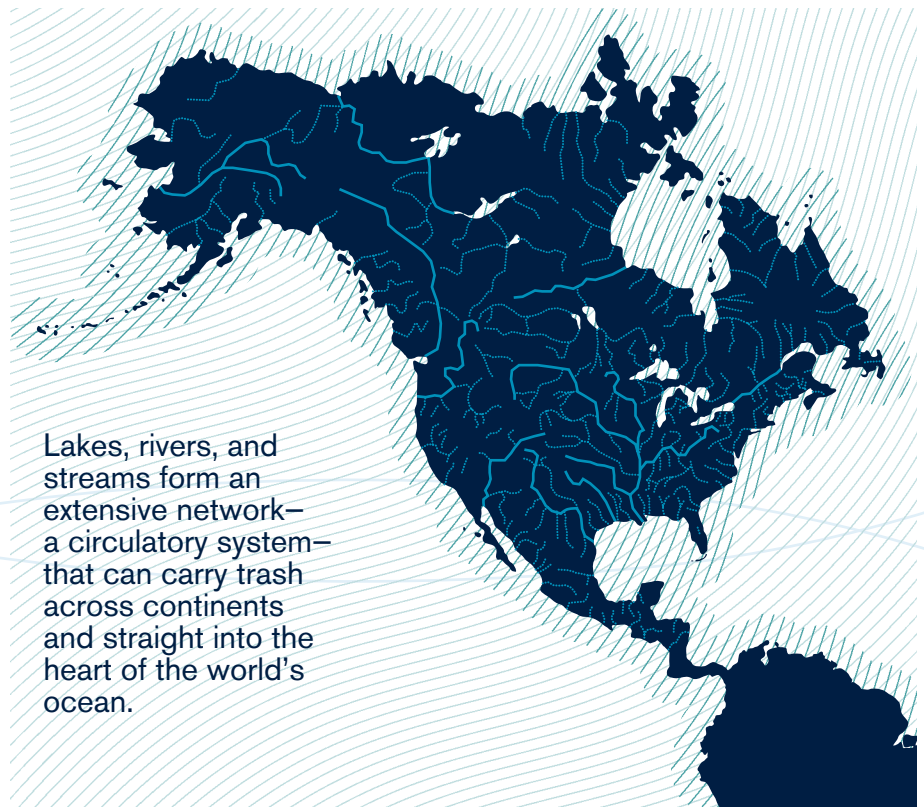 Lakes, rivers, and
streams form an
extensive network—
a circulatory system—
that can carry trash
across continents
and straight into the
heart of the world’s
ocean.